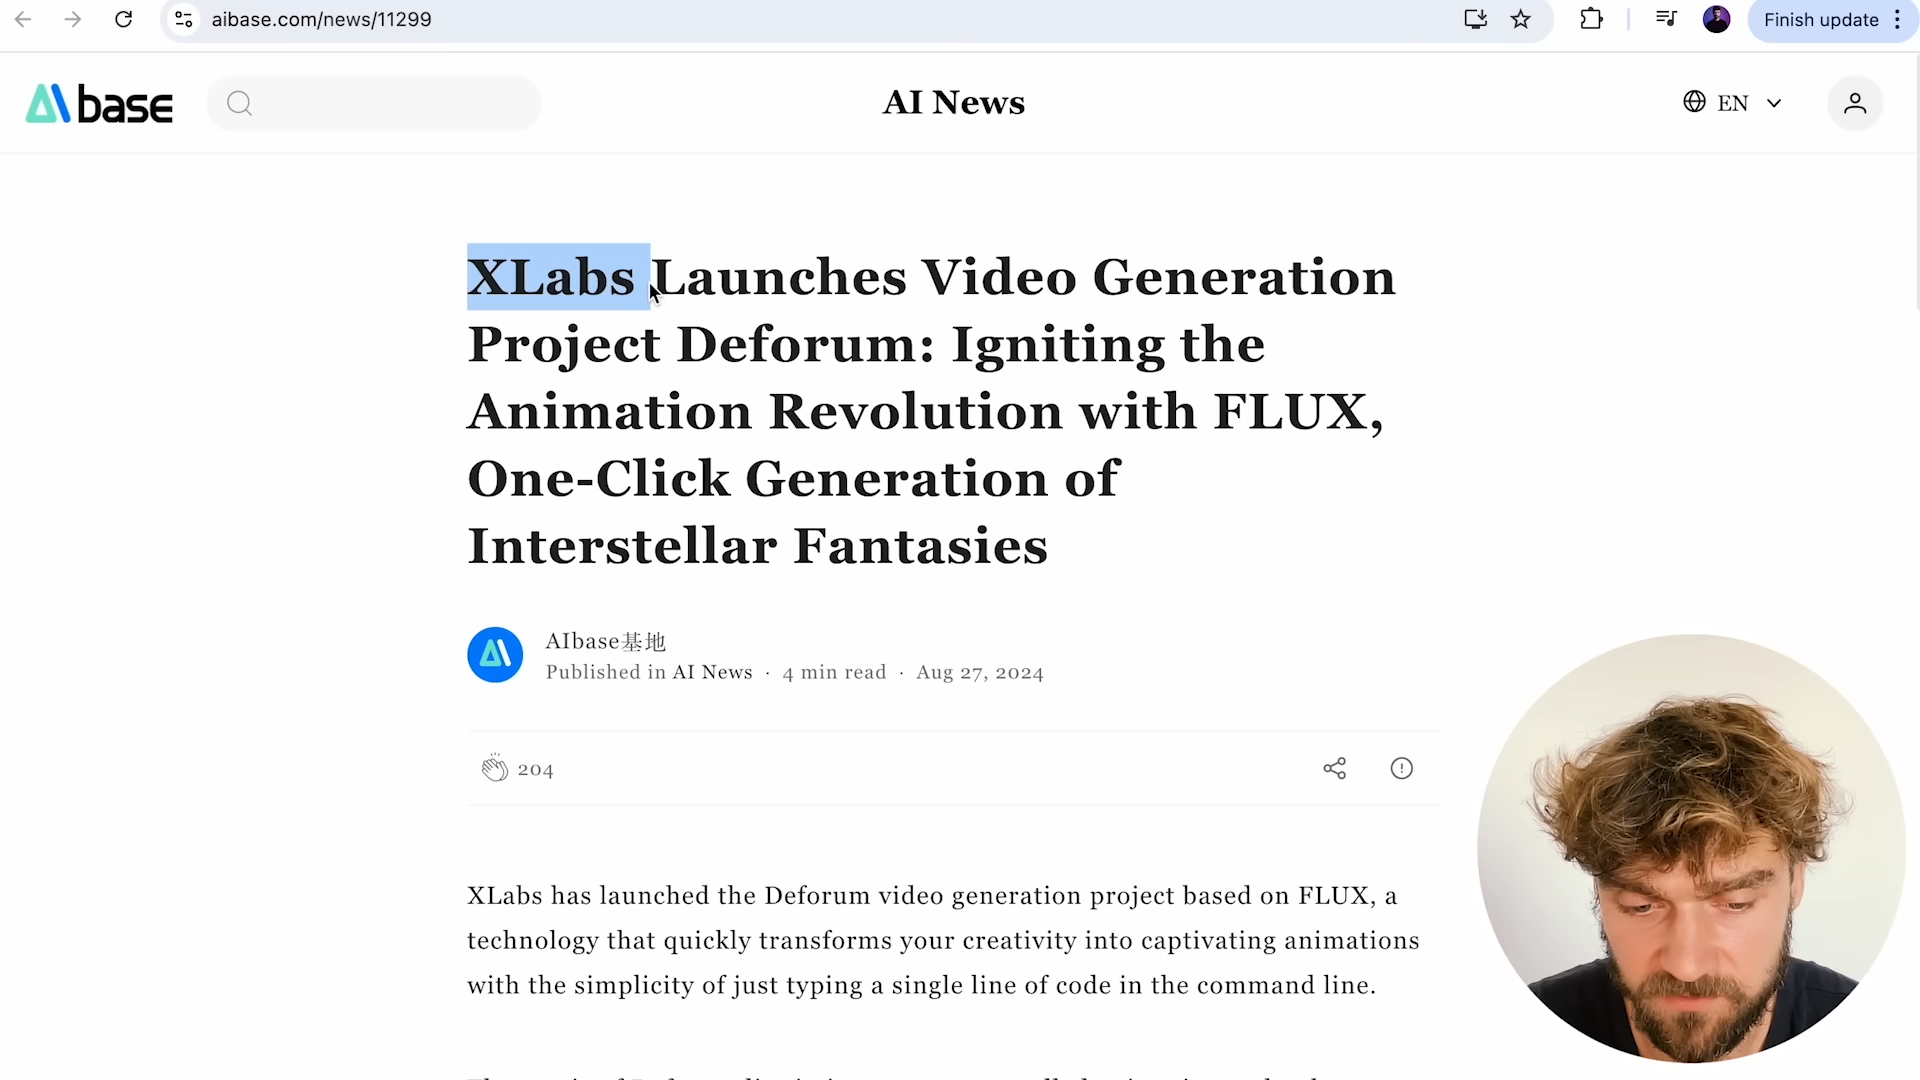 aibase.com/news/11299
Finish update
AI base
AI News
EN
XLabs Launches Video Generation
Project Deforum: Igniting the
Animation Revolution with FLUX,
One-Click Generation of
Interstellar Fantasies
AIbase基地
Published in AI News · 4 min read · Aug 27, 2024
204
XLabs has launched the Deforum video generation project based on FLUX, a
technology that quickly transforms your creativity into captivating animations
with the simplicity of just typing a single line of code in the command line.